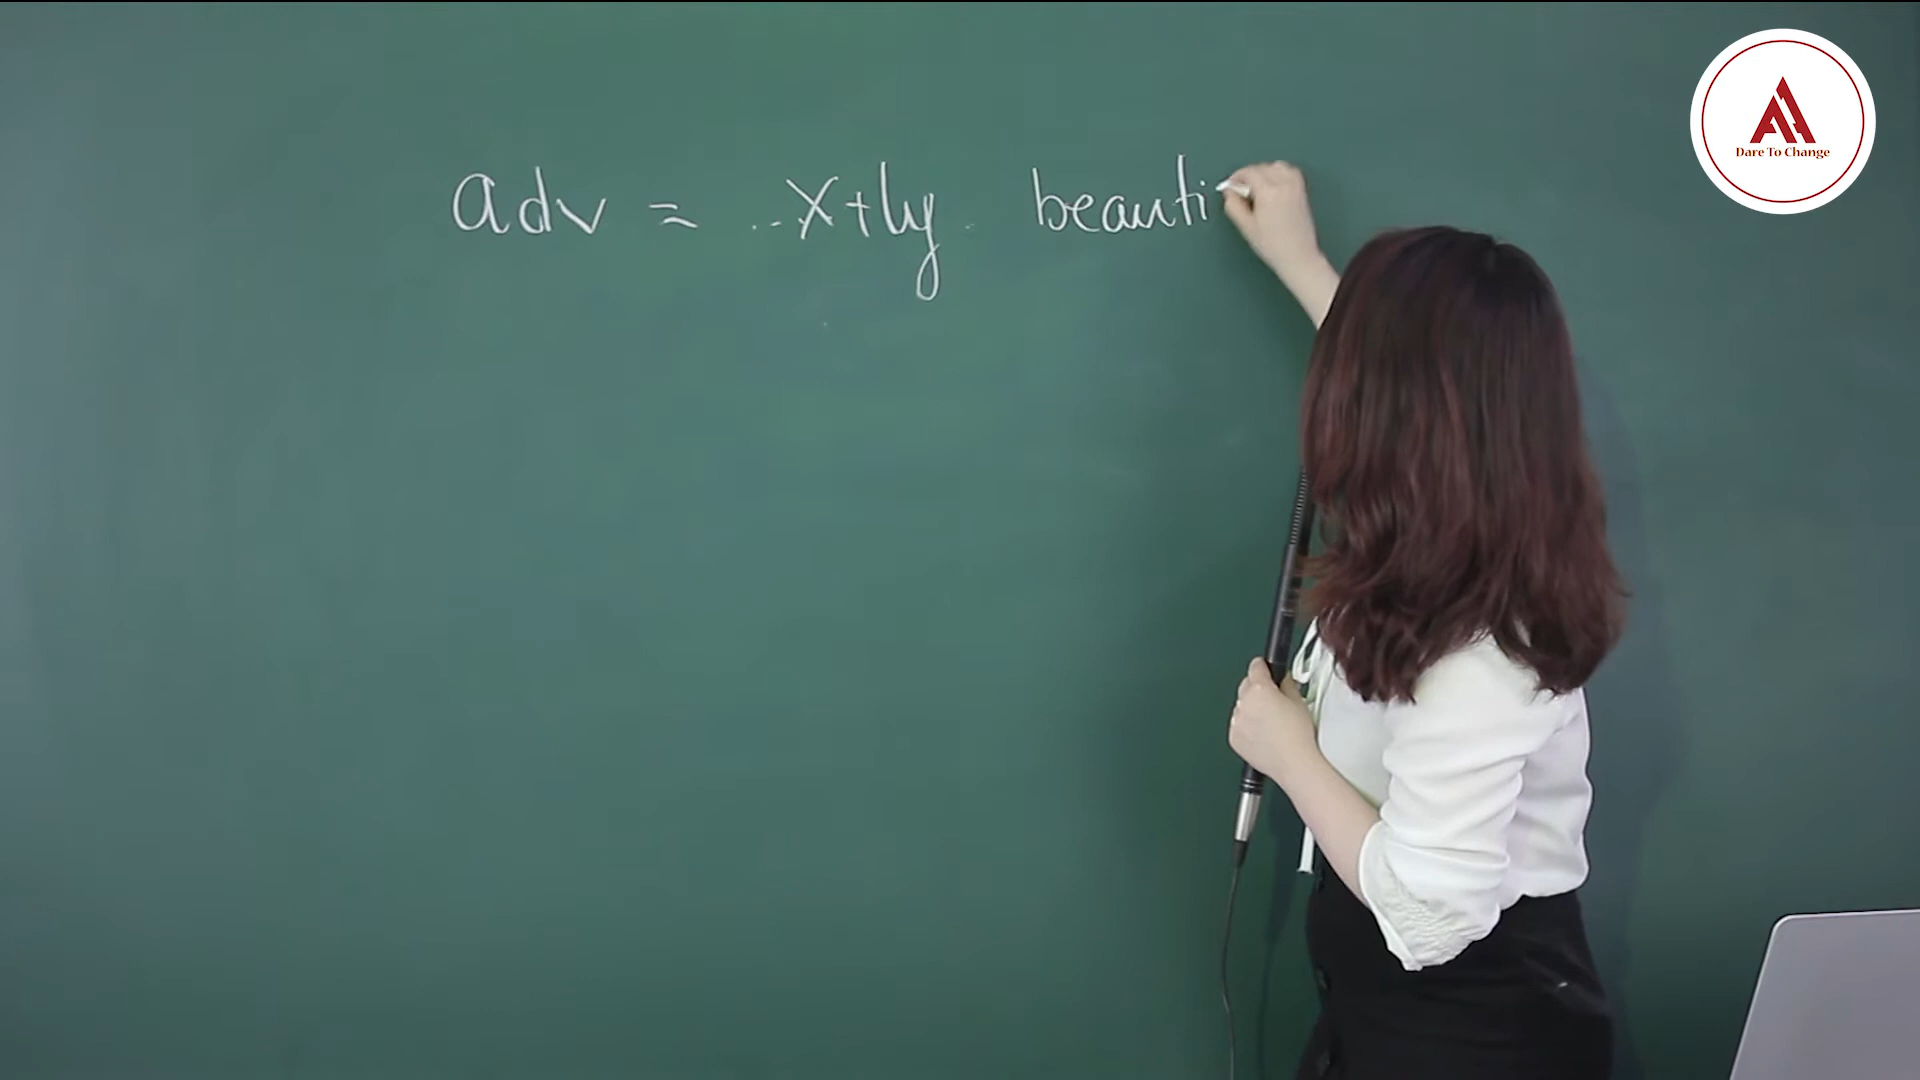 adv = ..X+ly beauti
Dare To Change